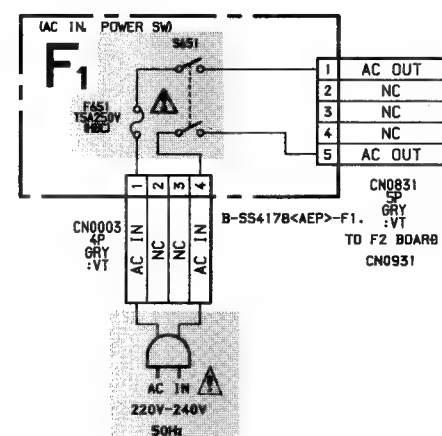 (AC IN, POWER SW)
F1
S651
F651
T5A250V
1 AC OUT
2 NC
3 NC
4 NC
5 AC OUT
CN0831
5P
GRY
:VT
TO F2 BOARD
CN0931
1 2 3 4
AC IN NC NC AC IN
CN0003
4P
GRY
:VT
B-SS4178<AEP>-F1.
AC IN
220V-240V
50Hz